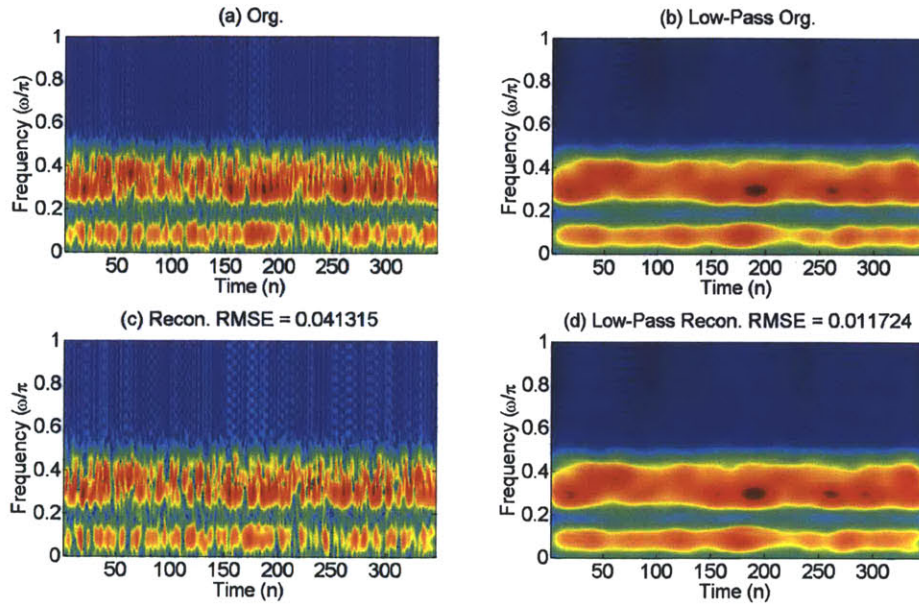 (a) Org.
1
0.8
0.6
0.4
0.2
0
Frequency (ω/π)
50 100 150 200 250 300
Time (n)
(b) Low-Pass Org.
1
0.8
0.6
0.4
0.2
0
Frequency (ω/π)
50 100 150 200 250 300
Time (n)
(c) Recon. RMSE = 0.041315
1
0.8
0.6
0.4
0.2
0
Frequency (ω/π
50 100 150 200 250 300
Time (n)
(d) Low-Pass Recon. RMSE = 0.011724
1
0.8
0.6
0.4
0.2
0
Frequency (ω/π
50 100 150 200 250 300
Time (n)